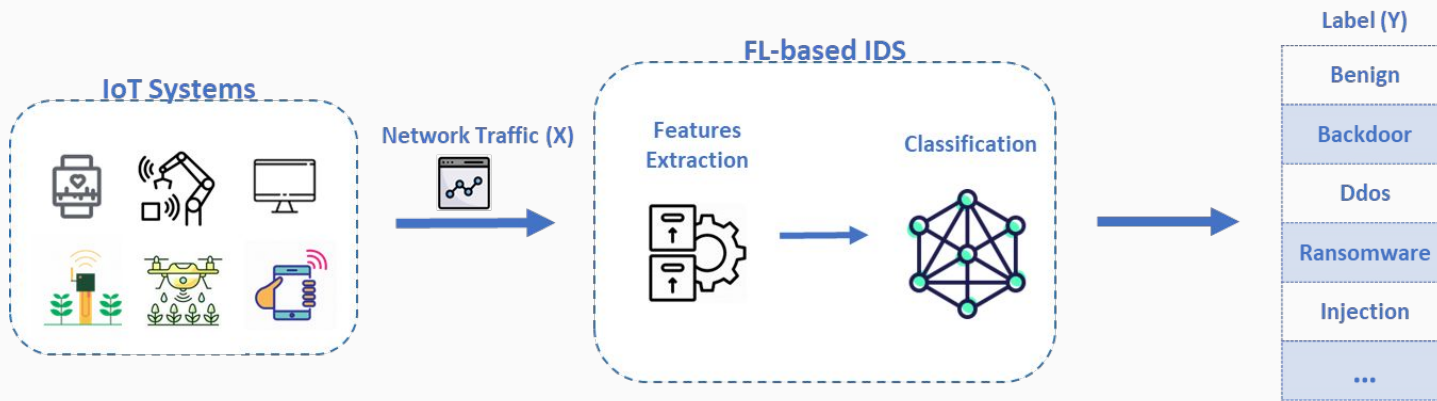 IoT Systems
Network Traffic (X)
FL-based IDS
Features
Extraction
Classification
Label (Y)
Benign
Backdoor
Ddos
Ransomware
Injection
...